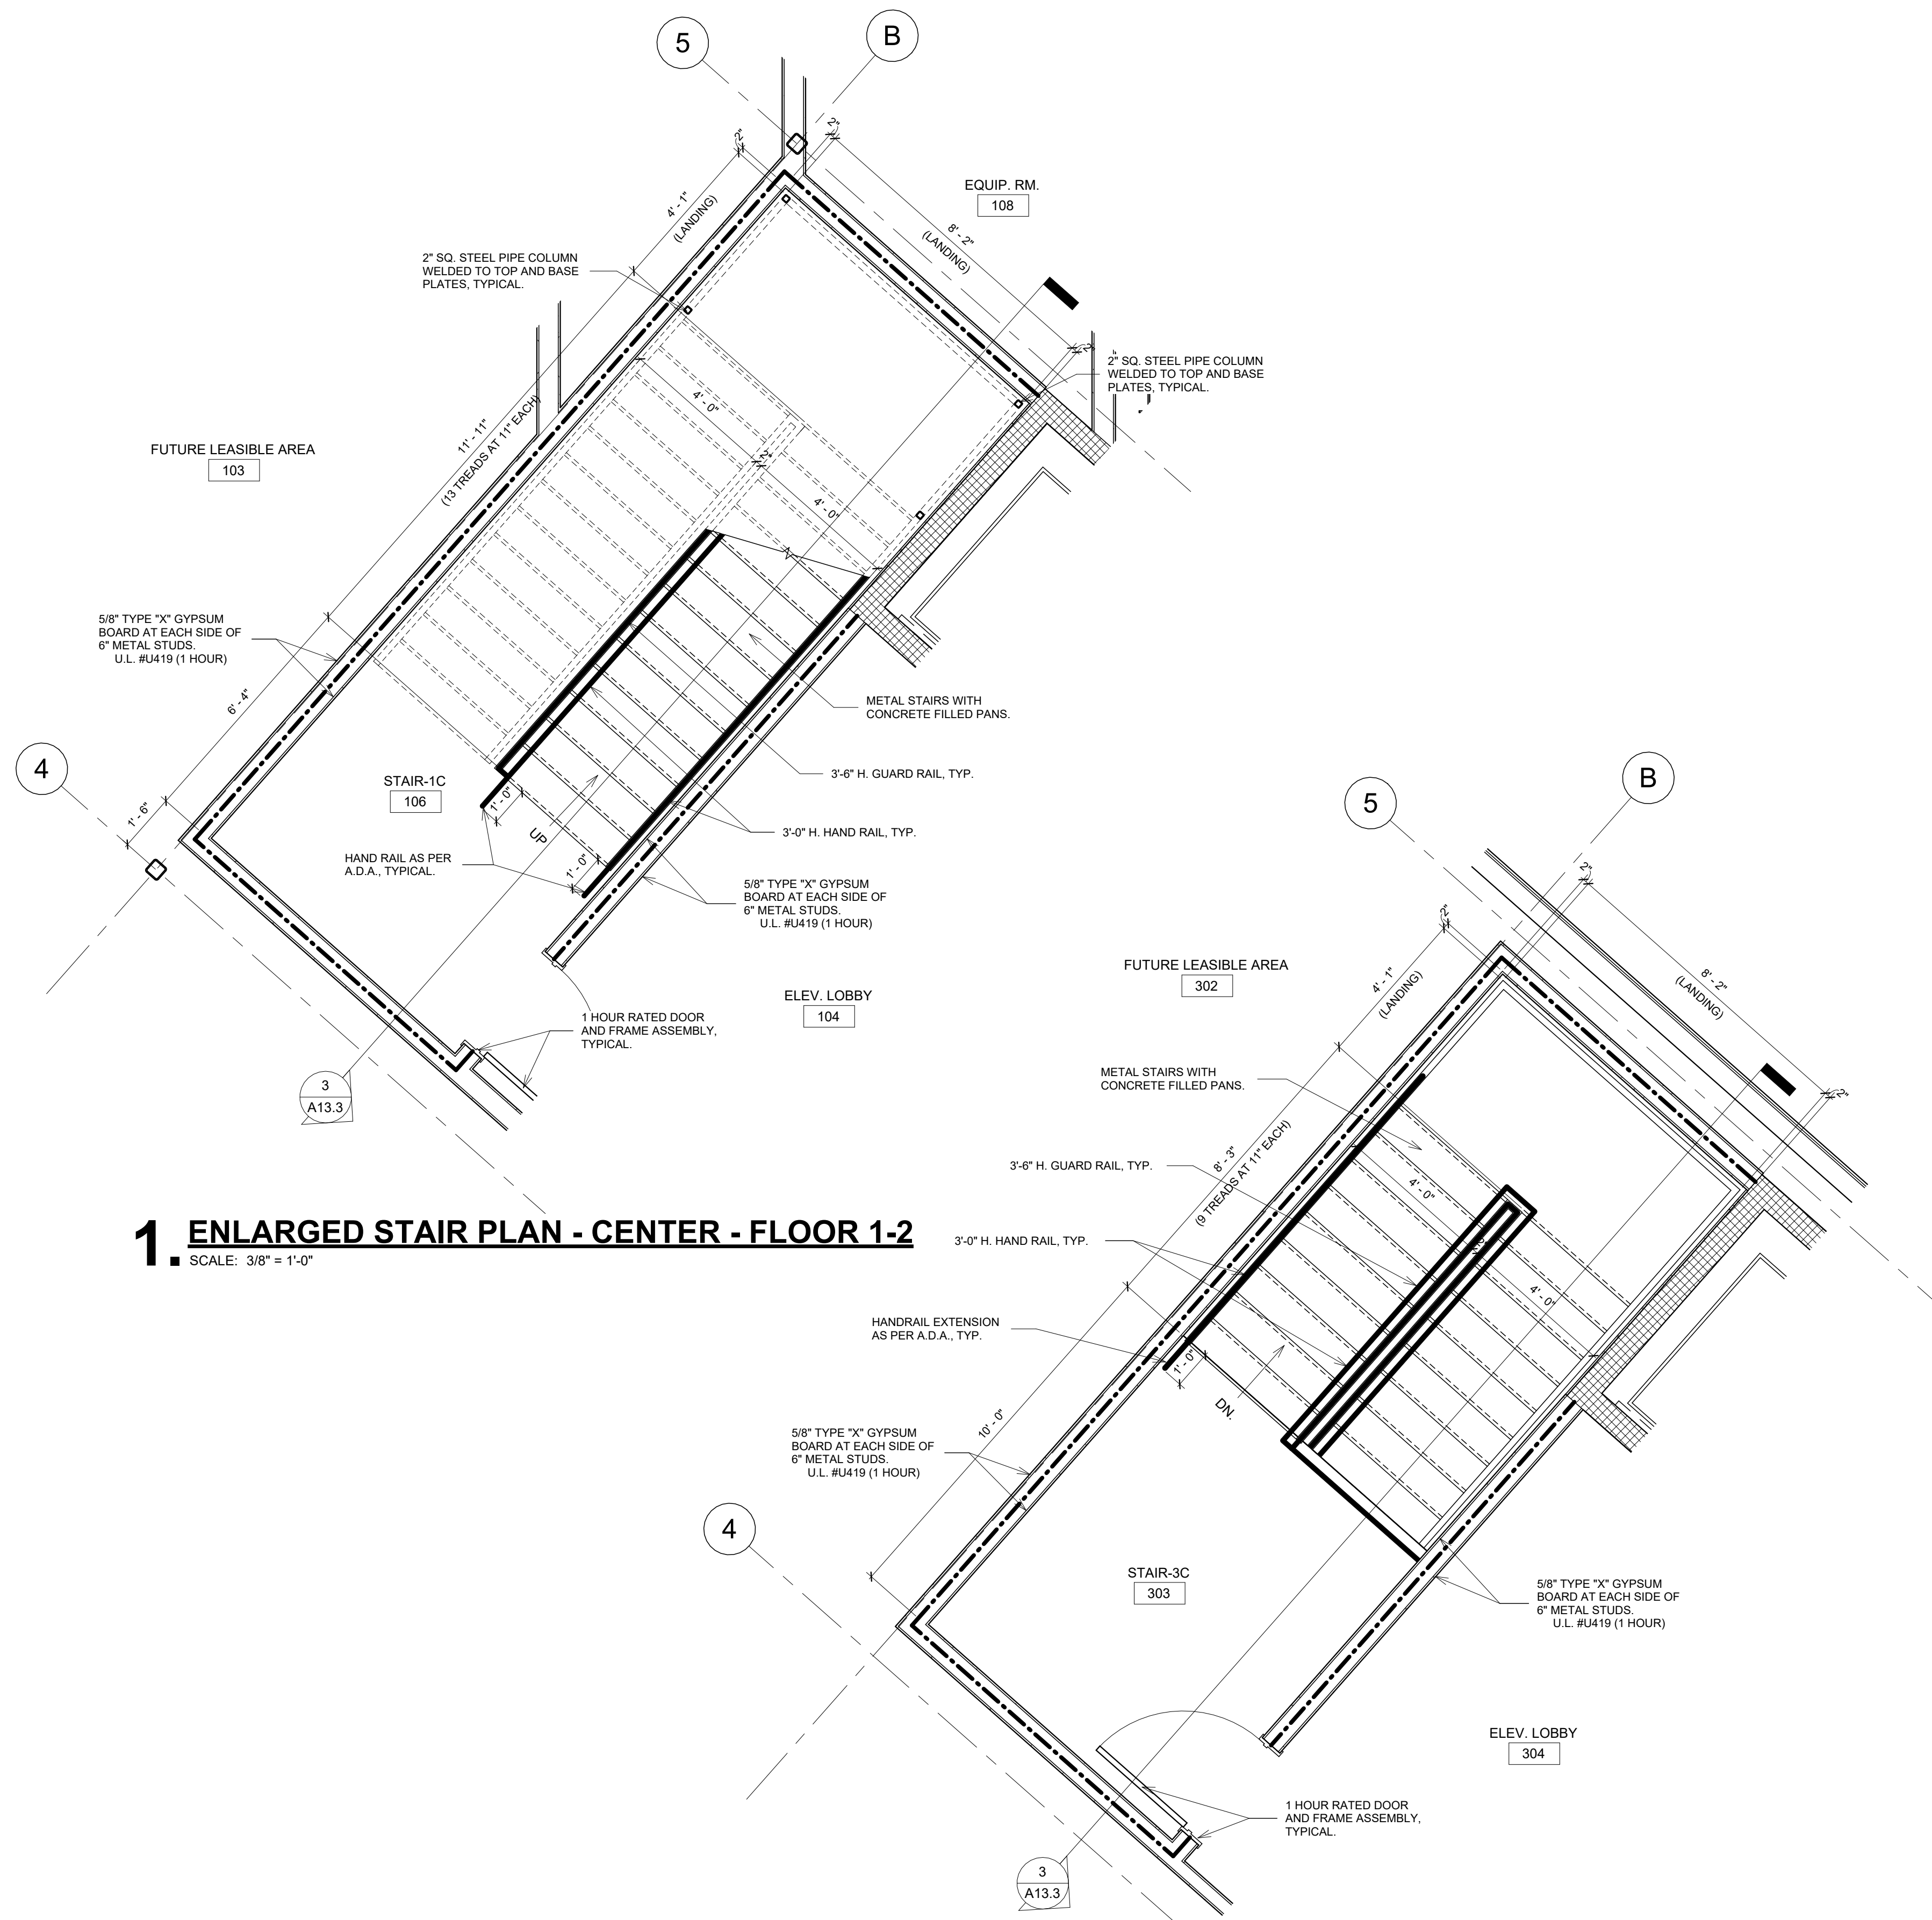 5
B
2"
2"
4' - 1"
(LANDING)
EQUIP. RM.
108
8' - 2"
(LANDING)
2" SQ. STEEL PIPE COLUMN
WELDED TO TOP AND BASE
PLATES, TYPICAL.
2"
2" SQ. STEEL PIPE COLUMN
WELDED TO TOP AND BASE
PLATES, TYPICAL.
4' - 0"
11' - 11"
(13 TREADS AT 11" EACH)
FUTURE LEASIBLE AREA
103
2"
4' - 0"
5/8" TYPE "X" GYPSUM
BOARD AT EACH SIDE OF
6" METAL STUDS.
U.L. #U419 (1 HOUR)
6' - 4"
METAL STAIRS WITH
CONCRETE FILLED PANS.
3'-6" H. GUARD RAIL, TYP.
4
STAIR-1C
106
1' - 6"
1' - 0"
UP
3'-0" H. HAND RAIL, TYP.
HAND RAIL AS PER
A.D.A., TYPICAL.
1' - 0"
5/8" TYPE "X" GYPSUM
BOARD AT EACH SIDE OF
6" METAL STUDS.
U.L. #U419 (1 HOUR)
ELEV. LOBBY
104
1 HOUR RATED DOOR
AND FRAME ASSEMBLY,
TYPICAL.
3
A13.3
1. ENLARGED STAIR PLAN - CENTER - FLOOR 1-2
SCALE: 3/8" = 1'-0"
5
B
2"
2"
FUTURE LEASIBLE AREA
302
4' - 1"
(LANDING)
8' - 2"
(LANDING)
METAL STAIRS WITH
CONCRETE FILLED PANS.
2"
8' - 3"
(9 TREADS AT 11" EACH)
3'-6" H. GUARD RAIL, TYP.
4' - 0"
3'-0" H. HAND RAIL, TYP.
4' - 0"
HANDRAIL EXTENSION
AS PER A.D.A., TYP.
1' - 0"
DN.
10' - 0"
5/8" TYPE "X" GYPSUM
BOARD AT EACH SIDE OF
6" METAL STUDS.
U.L. #U419 (1 HOUR)
4
STAIR-3C
303
5/8" TYPE "X" GYPSUM
BOARD AT EACH SIDE OF
6" METAL STUDS.
U.L. #U419 (1 HOUR)
ELEV. LOBBY
304
1 HOUR RATED DOOR
AND FRAME ASSEMBLY,
TYPICAL.
3
A13.3